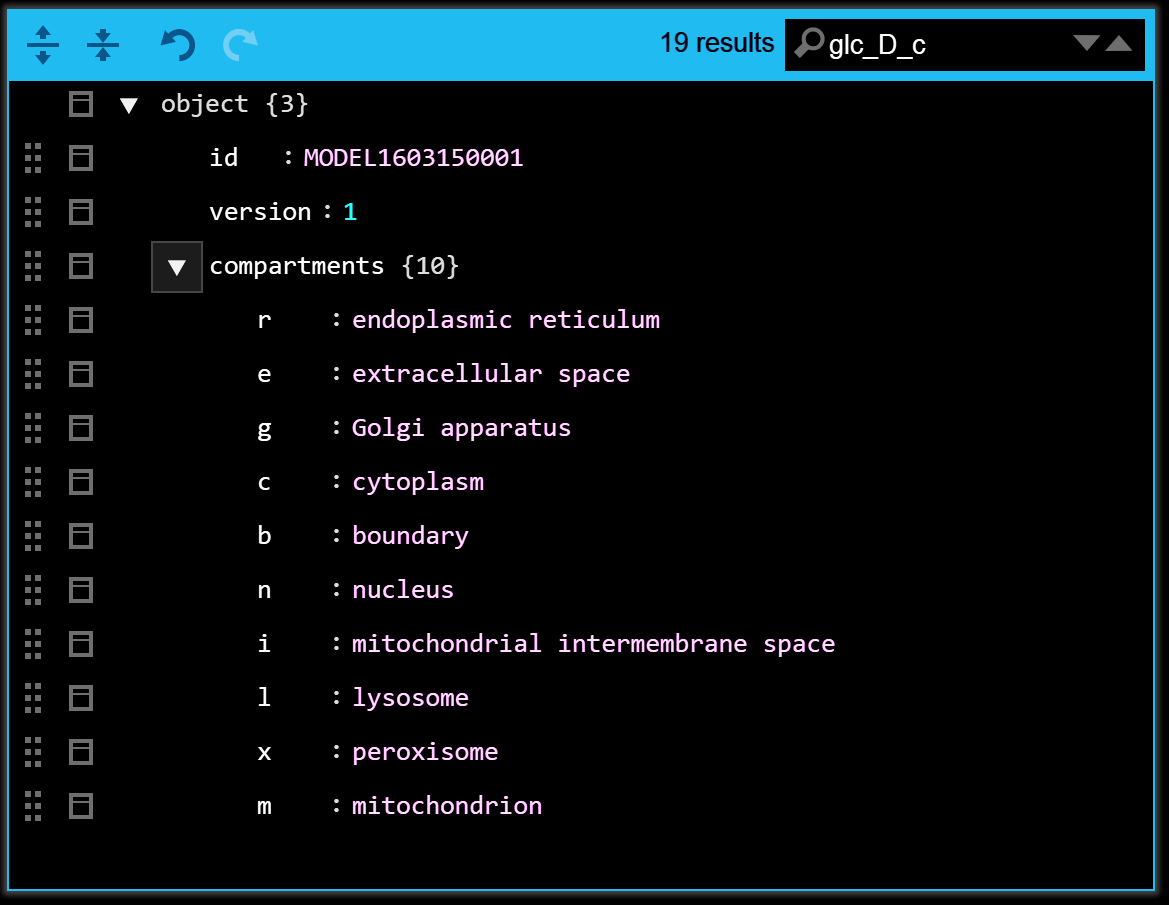 19 results
glc_D_c
object {3}
id : MODEL1603150001
version : 1
compartments {10}
r : endoplasmic reticulum
e : extracellular space
g : Golgi apparatus
c : cytoplasm
b : boundary
n : nucleus
i : mitochondrial intermembrane space
l : lysosome
x : peroxisome
m : mitochondrion